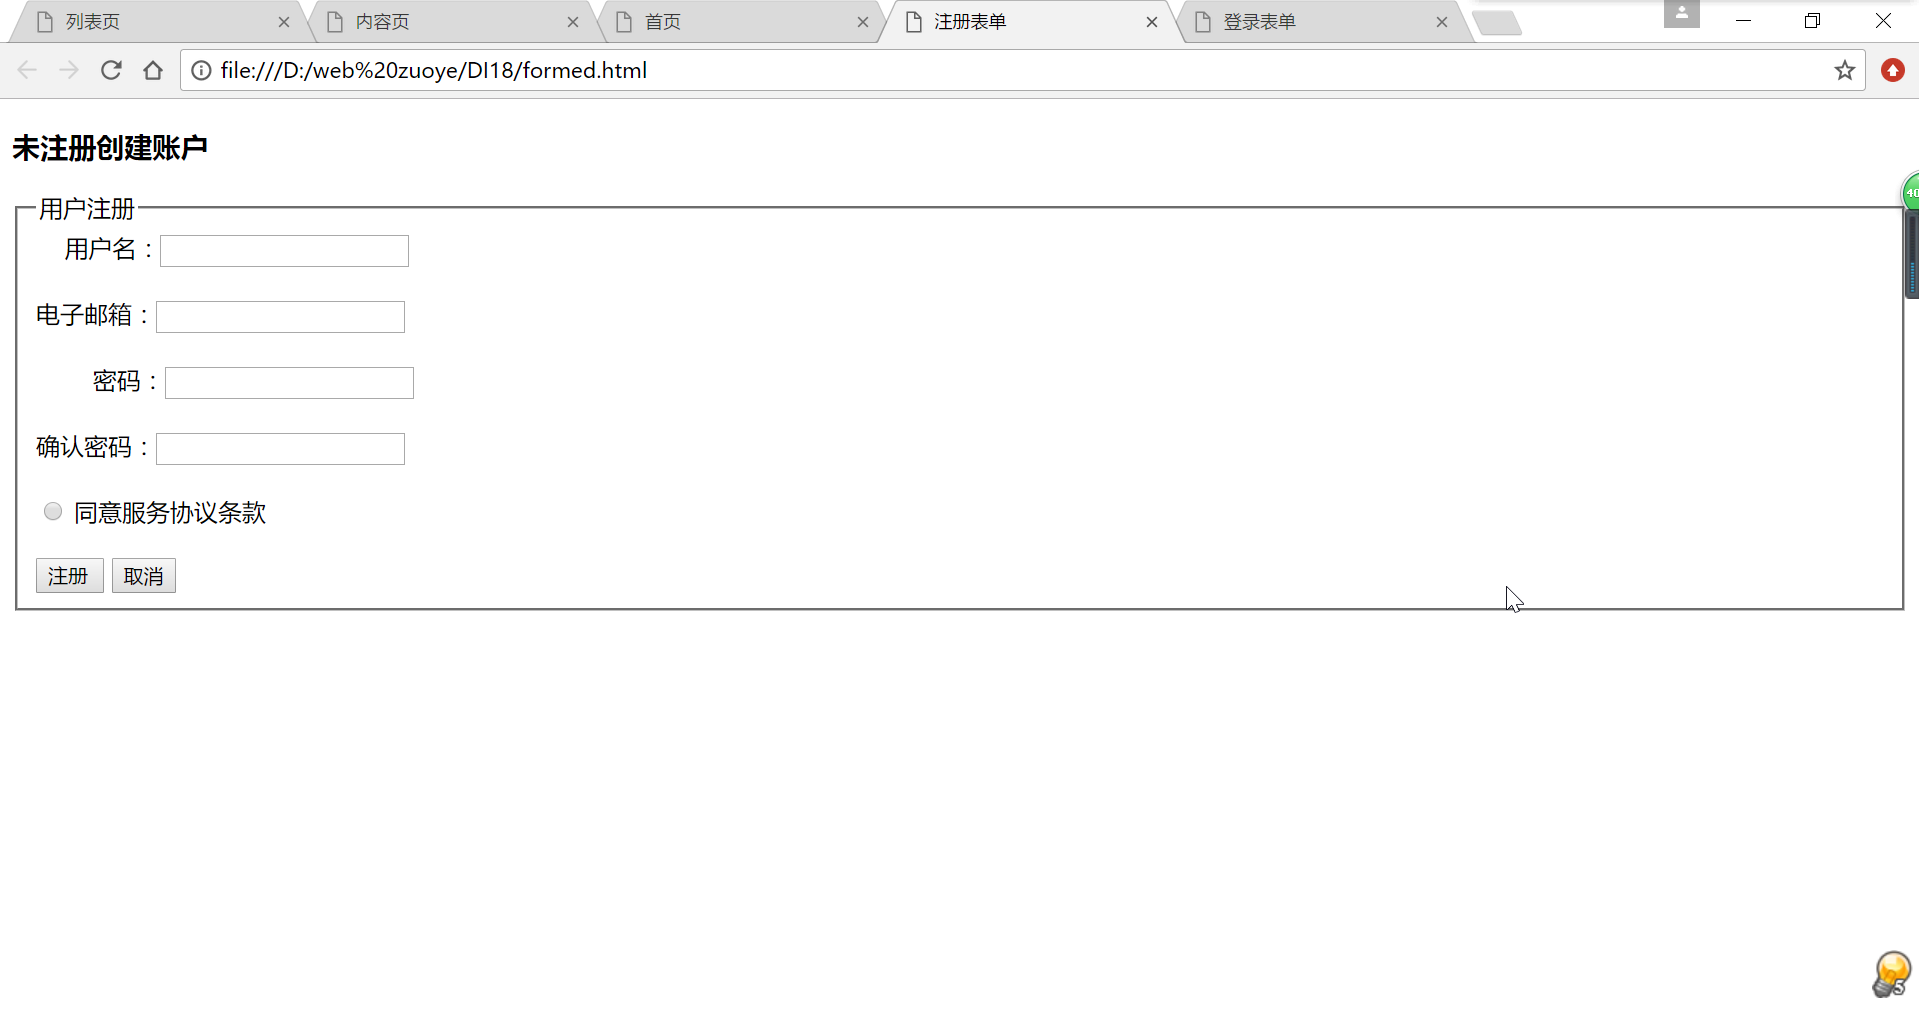 列表页
内容页
首页
注册表单
登录表单
file:///D:/web%20zuoye/DI18/formed.html
未注册创建账户
用户注册
用户名：
电子邮箱：
密码：
确认密码：
同意服务协议条款
注册 取消
40
5